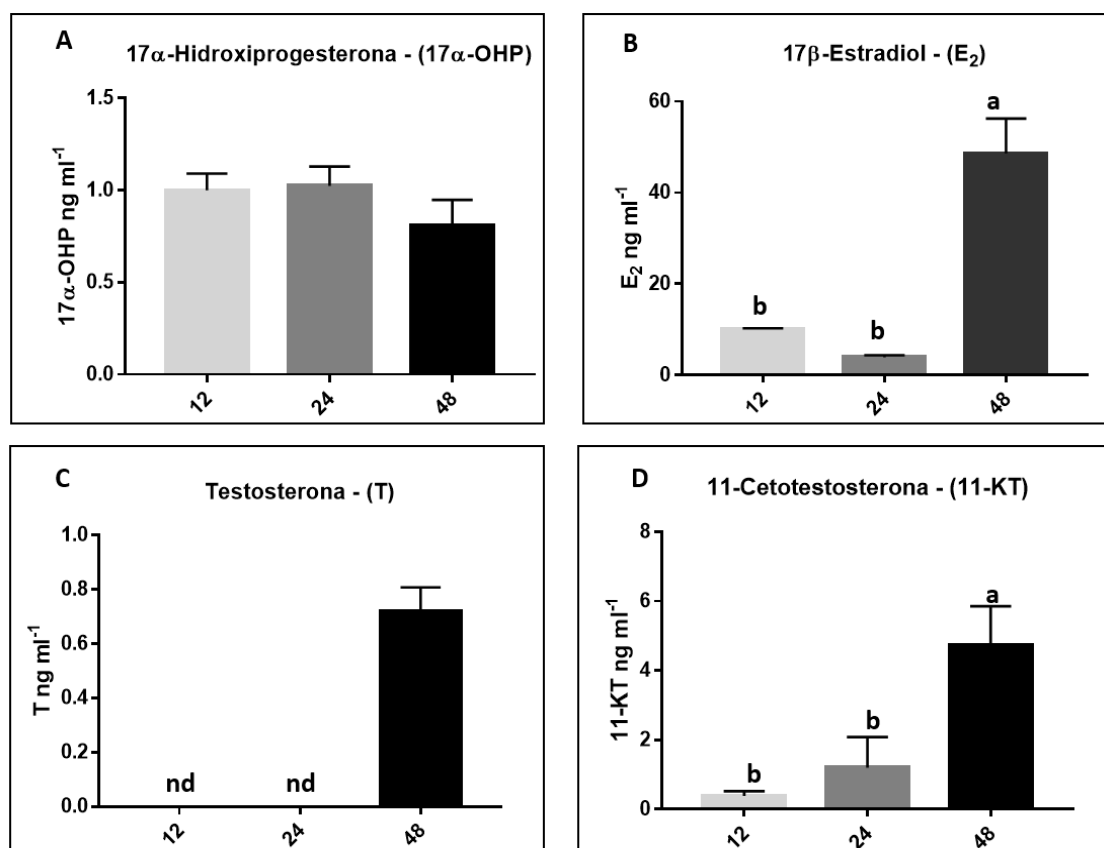 A
17α-Hidroxiprogesterona - (17α-OHP)
17α-OHP ng ml⁻¹
1.5
1.0
0.5
0.0
12
24
48
B
17β-Estradiol - (E₂)
E₂ ng ml⁻¹
60
40
20
0
b
b
a
12
24
48
C
Testosterona - (T)
T ng ml⁻¹
1.0
0.8
0.6
0.4
0.2
0.0
nd
nd
12
24
48
D
11-Cetotestosterona - (11-KT)
11-KT ng ml⁻¹
8
6
4
2
0
b
b
a
12
24
48